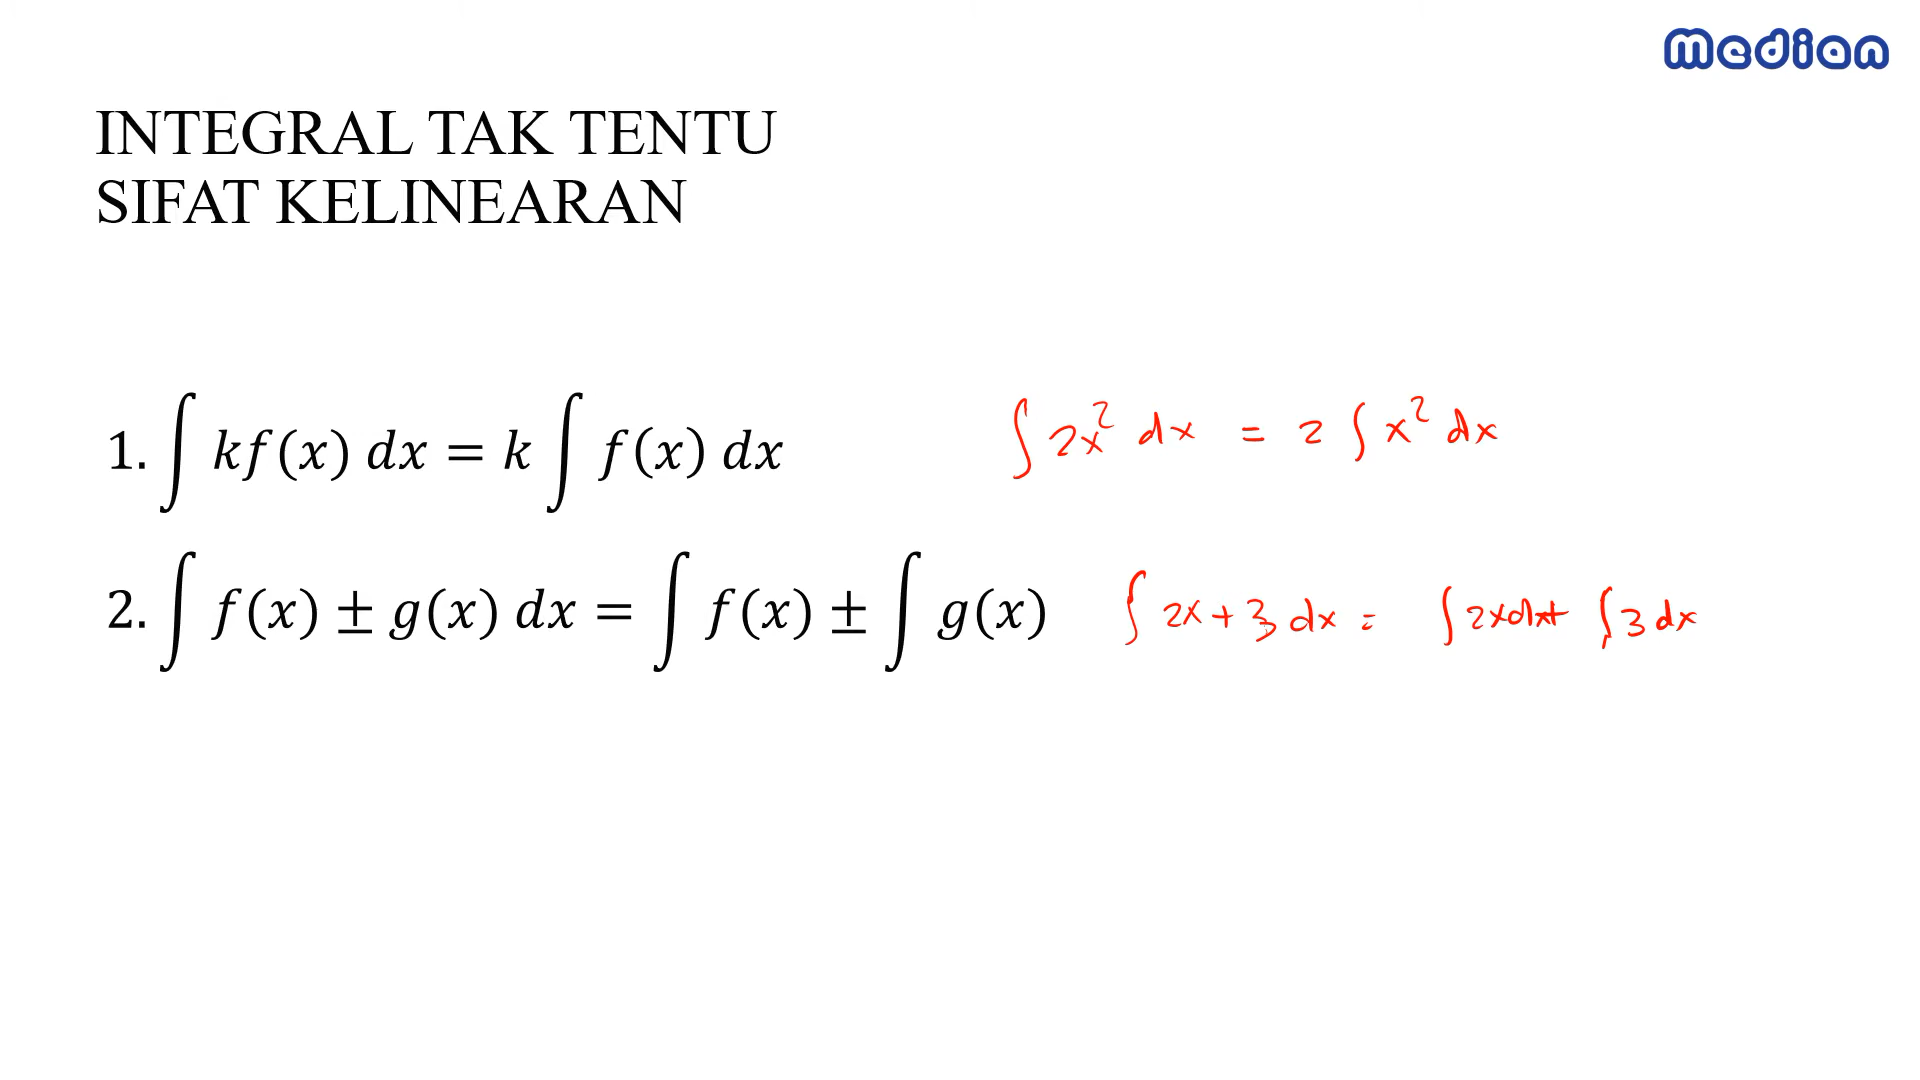 Median
INTEGRAL TAK TENTU
SIFAT KELINEARAN
1. ∫ kf(x) dx = k ∫ f(x) dx
∫ 2x² dx = 2 ∫ x² dx
2. ∫ f(x) ± g(x) dx = ∫ f(x) ± ∫ g(x)
∫ 2x + 3 dx = ∫ 2x dx + ∫ 3 dx